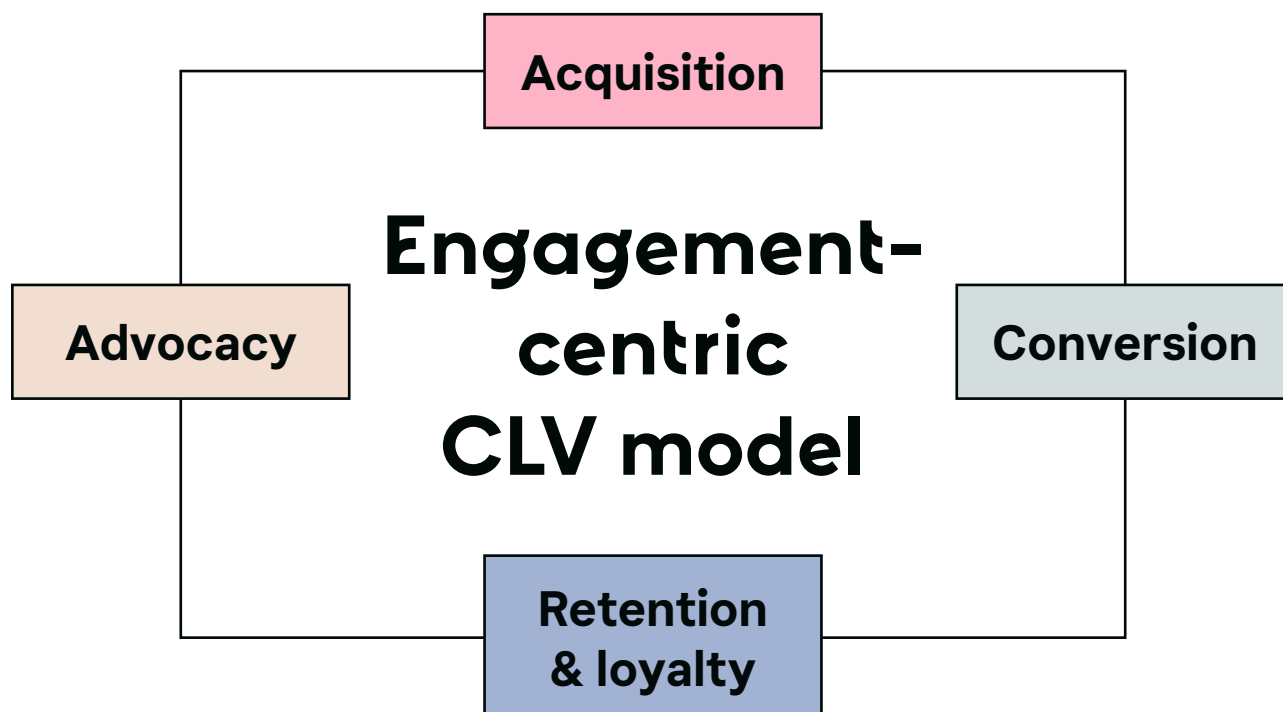 Acquisition
Engagement-
centric
CLV model
Advocacy
Conversion
Retention
& loyalty